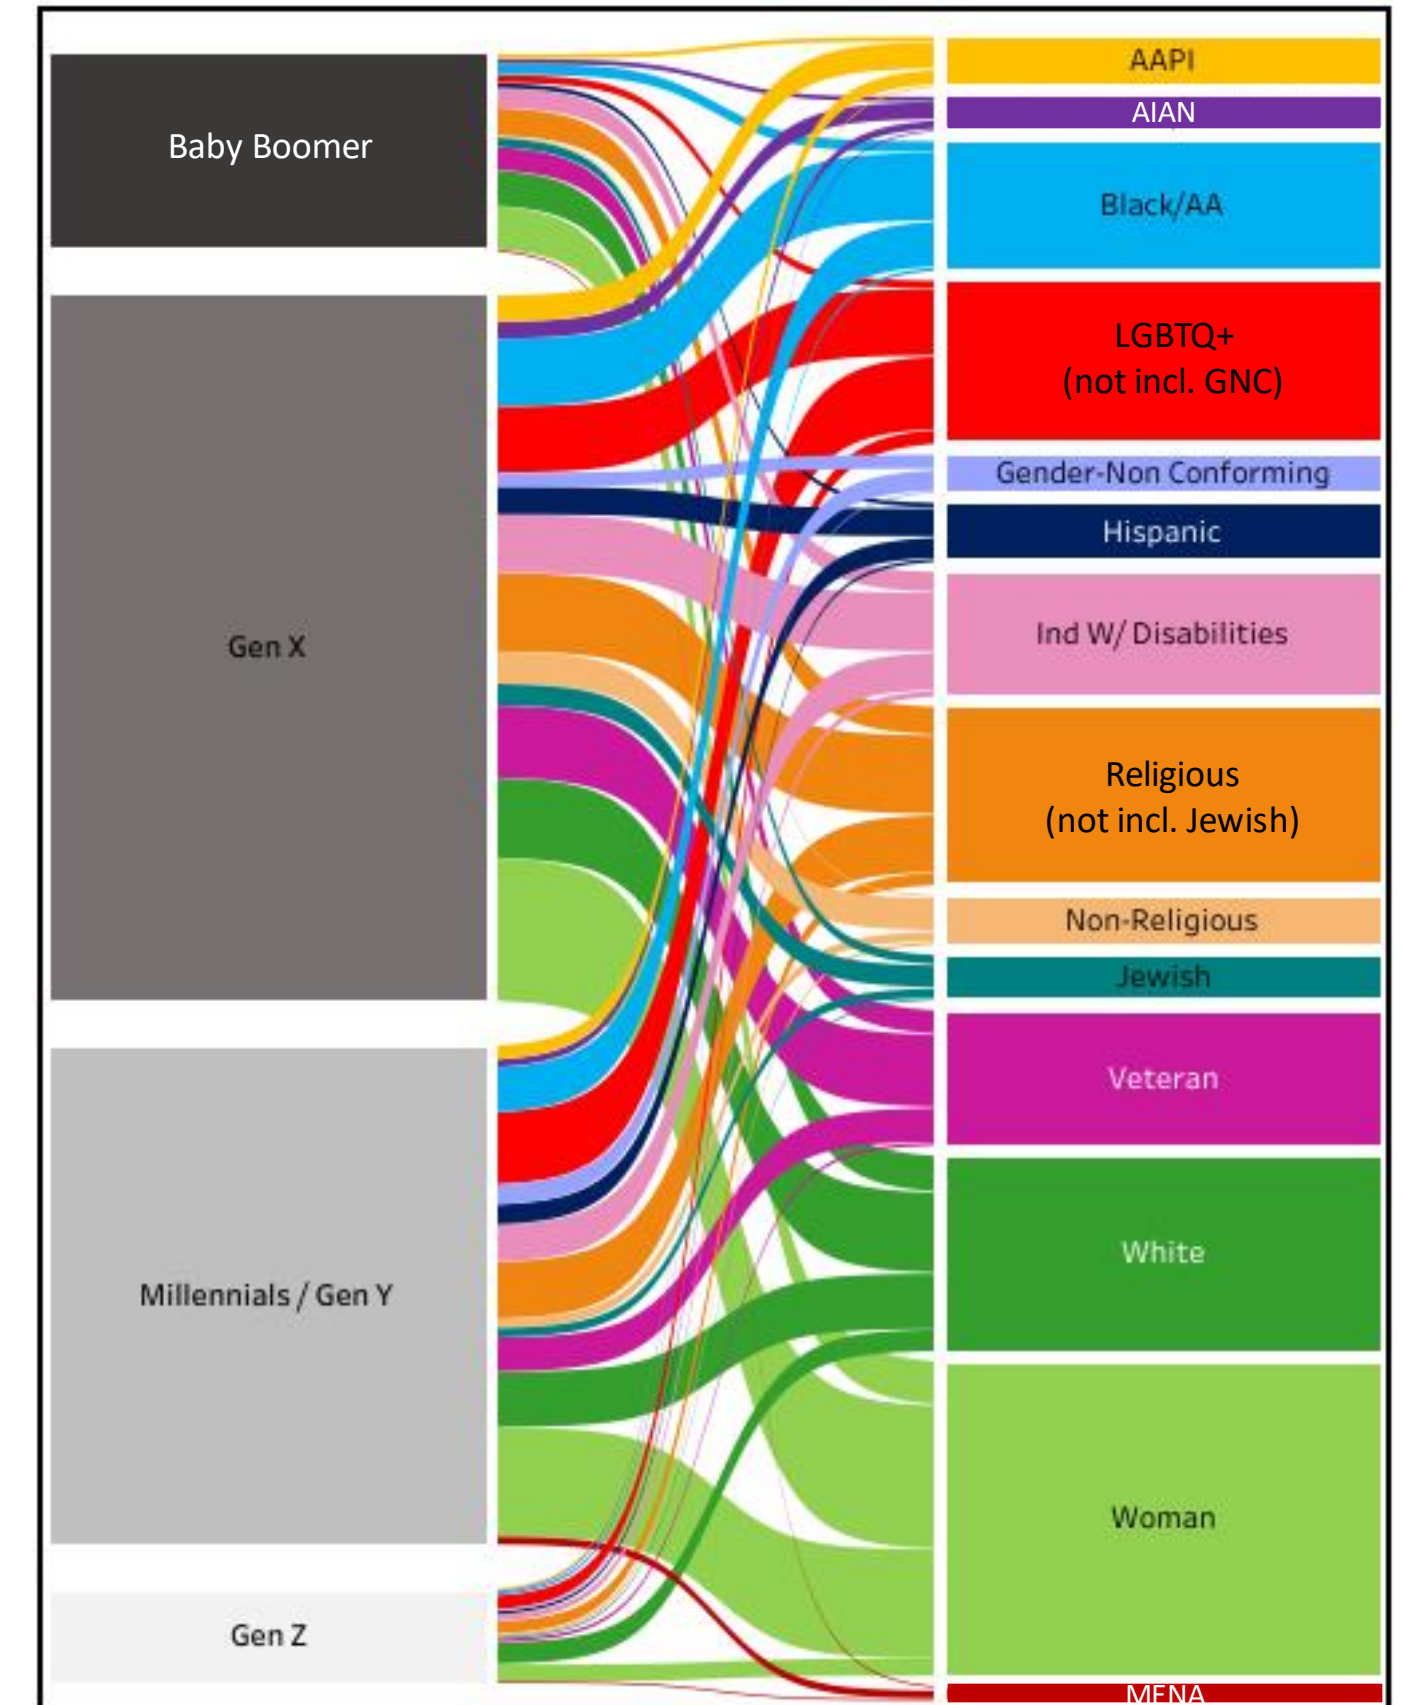 Baby Boomer
Gen X
Millennials / Gen Y
Gen Z
AAPI
AIAN
Black/AA
LGBTQ+
(not incl. GNC)
Gender-Non Conforming
Hispanic
Ind W/ Disabilities
Religious
(not incl. Jewish)
Non-Religious
Jewish
Veteran
White
Woman
MENA